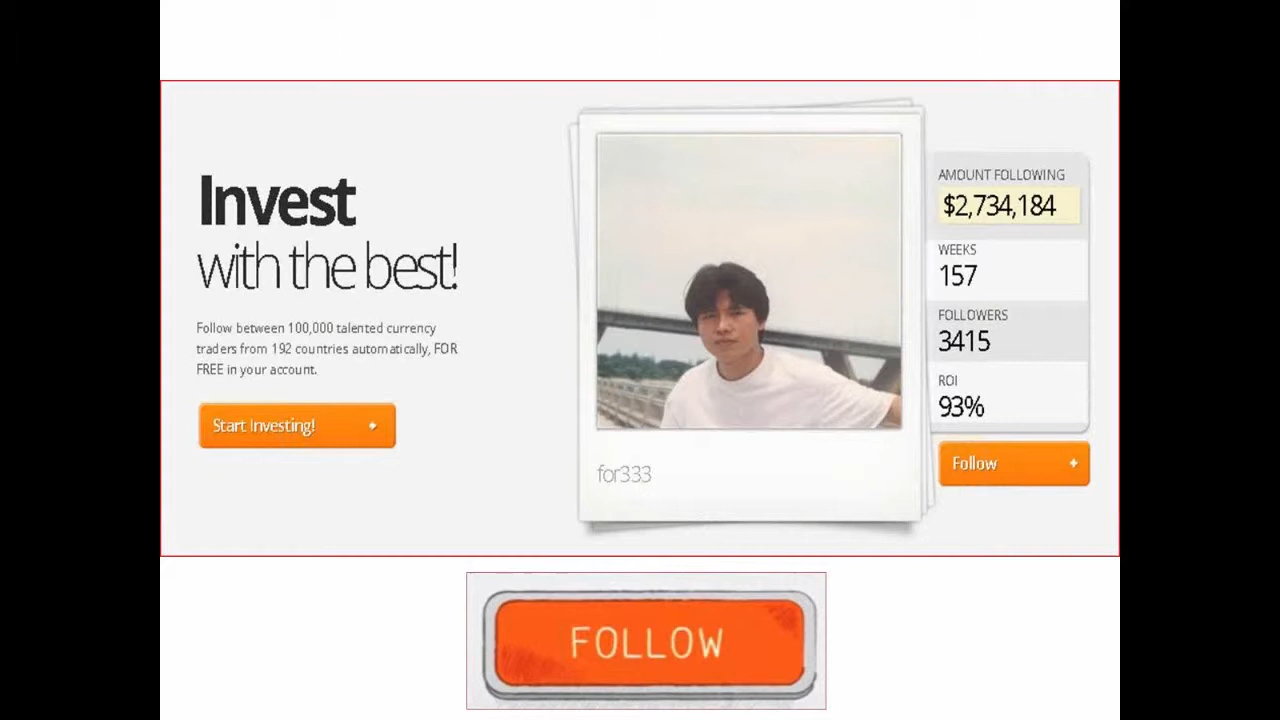 Invest
with the best!
Follow between 100,000 talented currency
traders from 192 countries automatically, FOR
FREE in your account.
Start Investing!
for333
AMOUNT FOLLOWING
$2,734,184
WEEKS
157
FOLLOWERS
3415
ROI
93%
Follow
FOLLOW